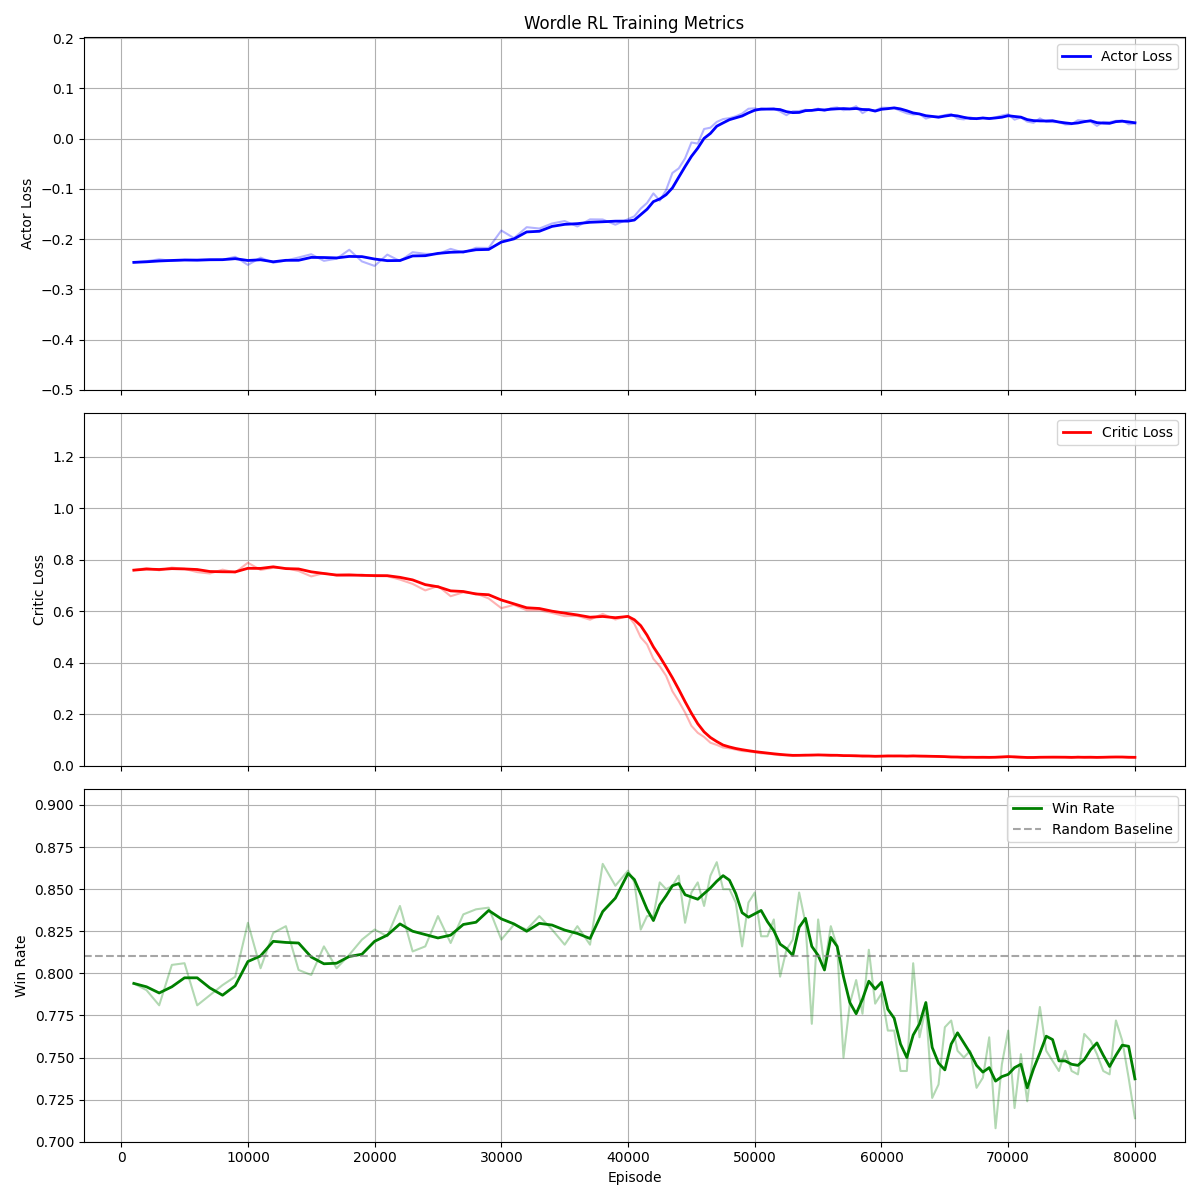 Wordle RL Training Metrics
0.2
0.1
0.0
−0.1
−0.2
−0.3
−0.4
−0.5
Actor Loss
Actor Loss
1.2
1.0
0.8
0.6
0.4
0.2
0.0
Critic Loss
Critic Loss
0.900
0.875
0.850
0.825
0.800
0.775
0.750
0.725
0.700
Win Rate
Win Rate
Random Baseline
0 10000 20000 30000 40000 50000 60000 70000 80000
Episode